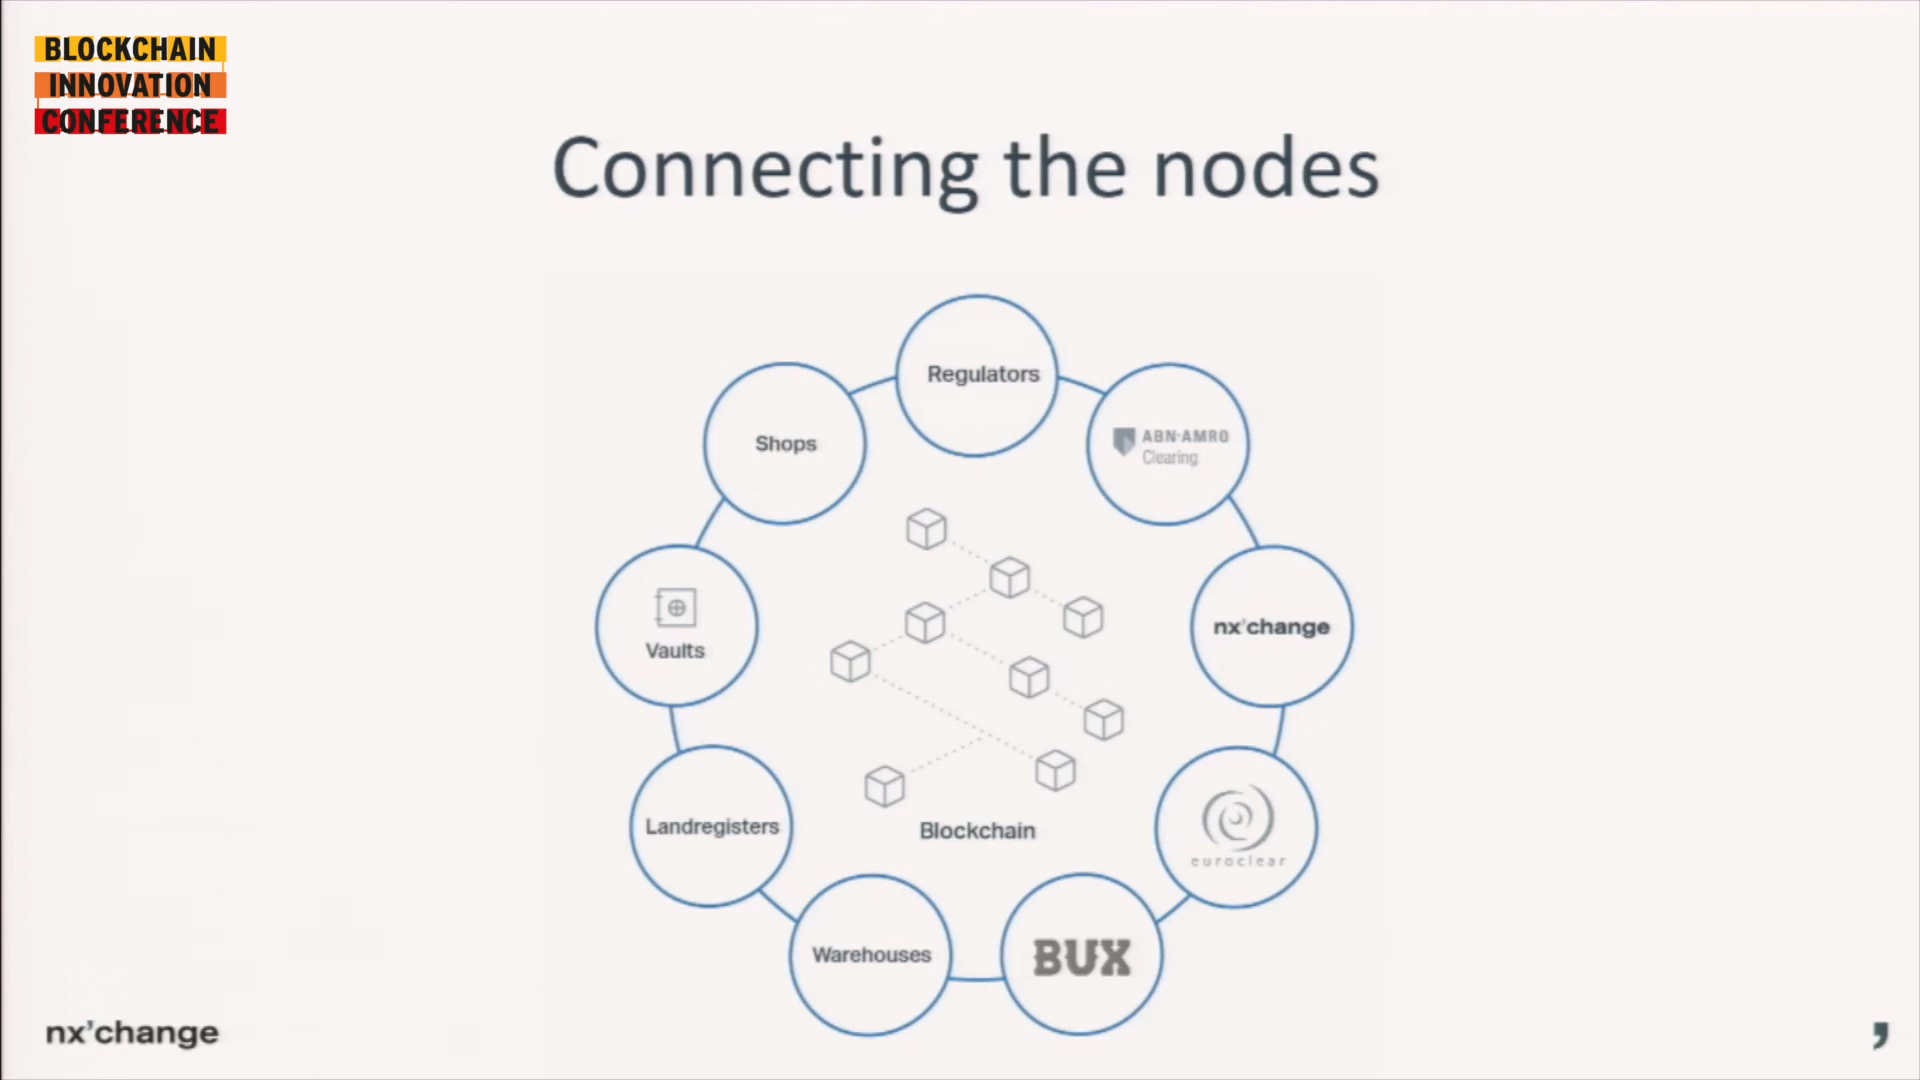 BLOCKCHAIN
INNOVATION
CONFERENCE
Connecting the nodes
Regulators
Shops
ABN·AMRO
Clearing
Vaults
nx'change
Landregisters
Blockchain
euroclear
Warehouses
BUX
nx'change